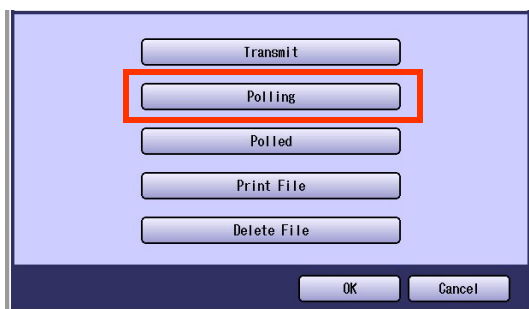 Transmit
Polling
Polled
Print File
Delete File
OK Cancel